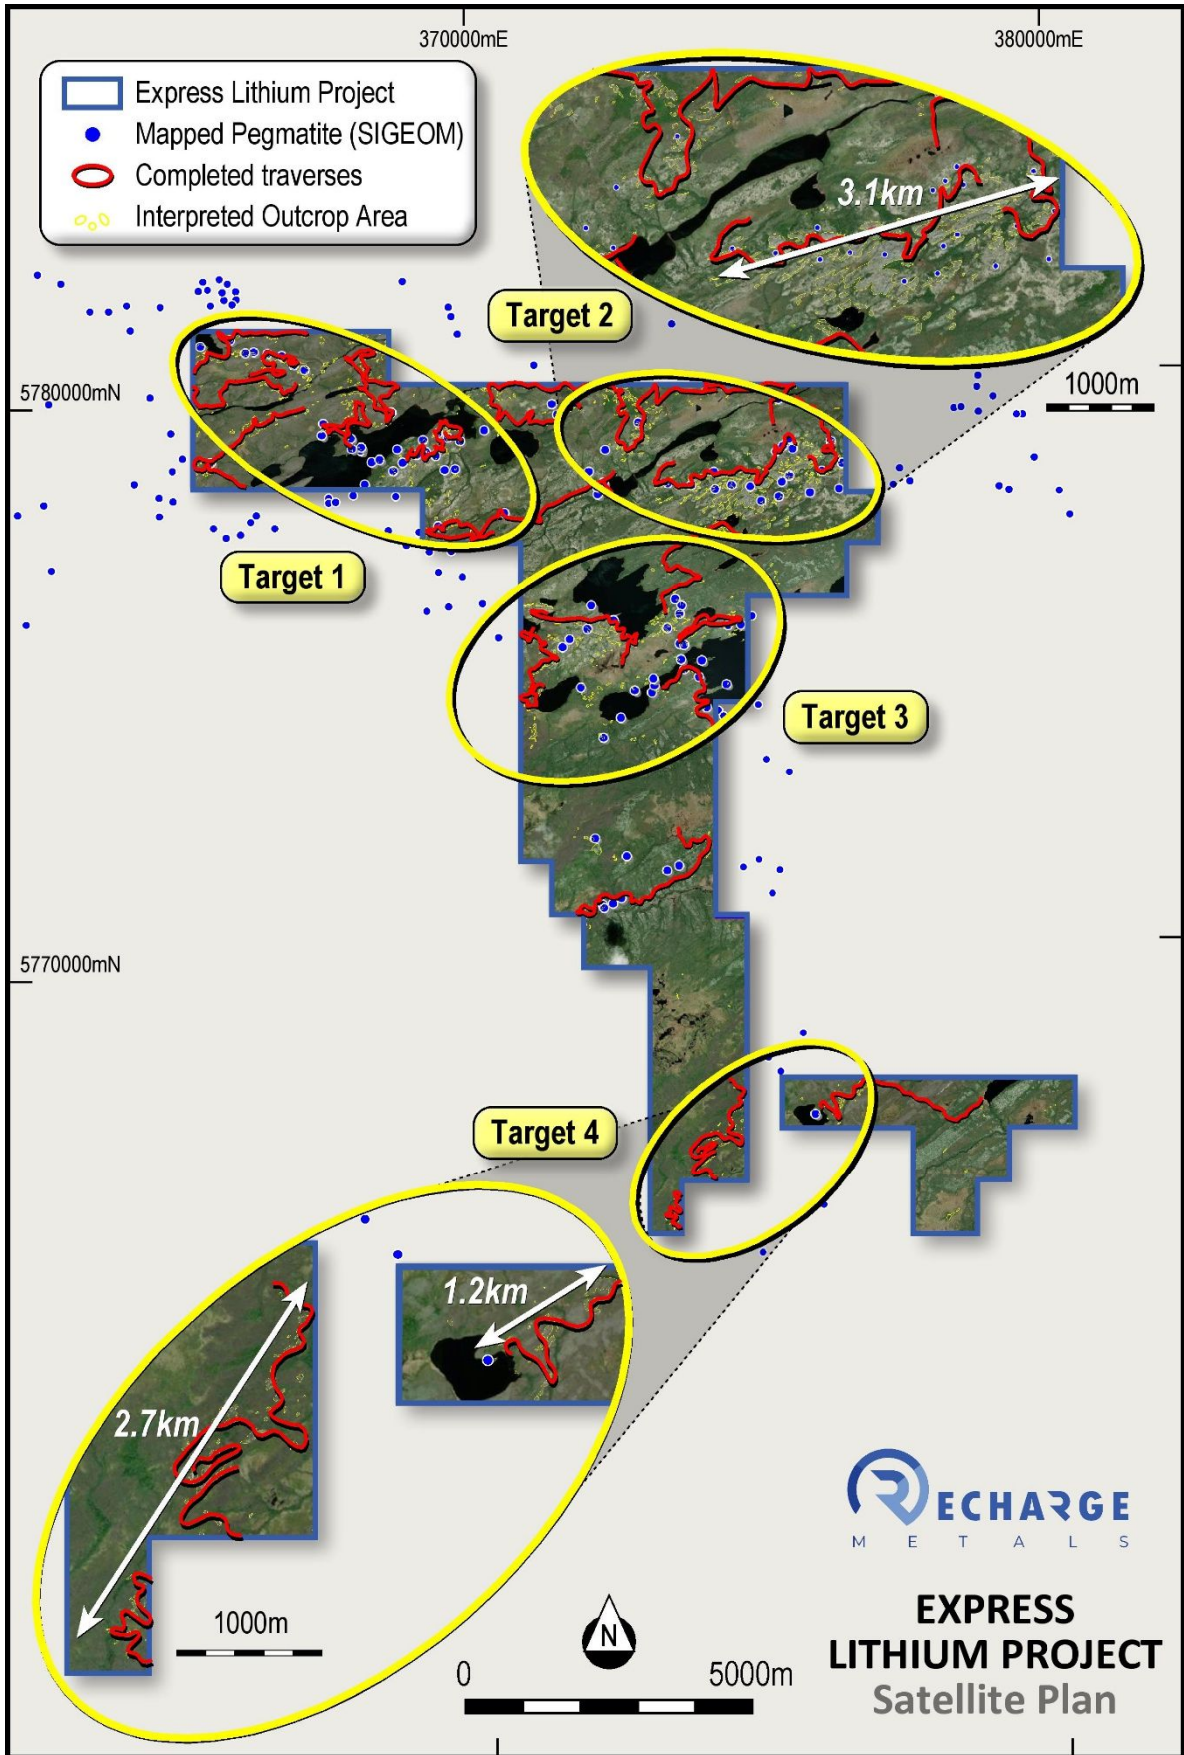 370000mE
380000mE
Express Lithium Project
Mapped Pegmatite (SIGEOM)
Completed traverses
Interpreted Outcrop Area
3.1km
Target 2
1000m
5780000mN
Target 1
Target 3
5770000mN
Target 4
1.2km
2.7km
RECHARGE
METALS
1000m
N
0 5000m
EXPRESS
LITHIUM PROJECT
Satellite Plan